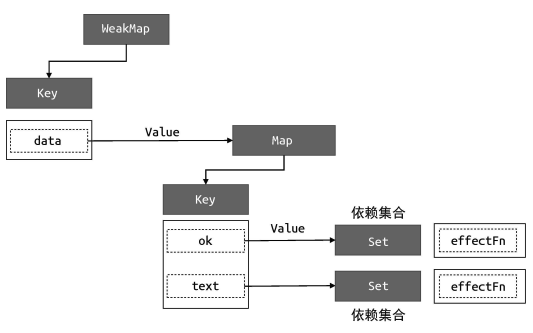 WeakMap
Key
data
Value
Map
Key
依赖集合
ok
Value
Set
effectFn
text
Set
effectFn
依赖集合